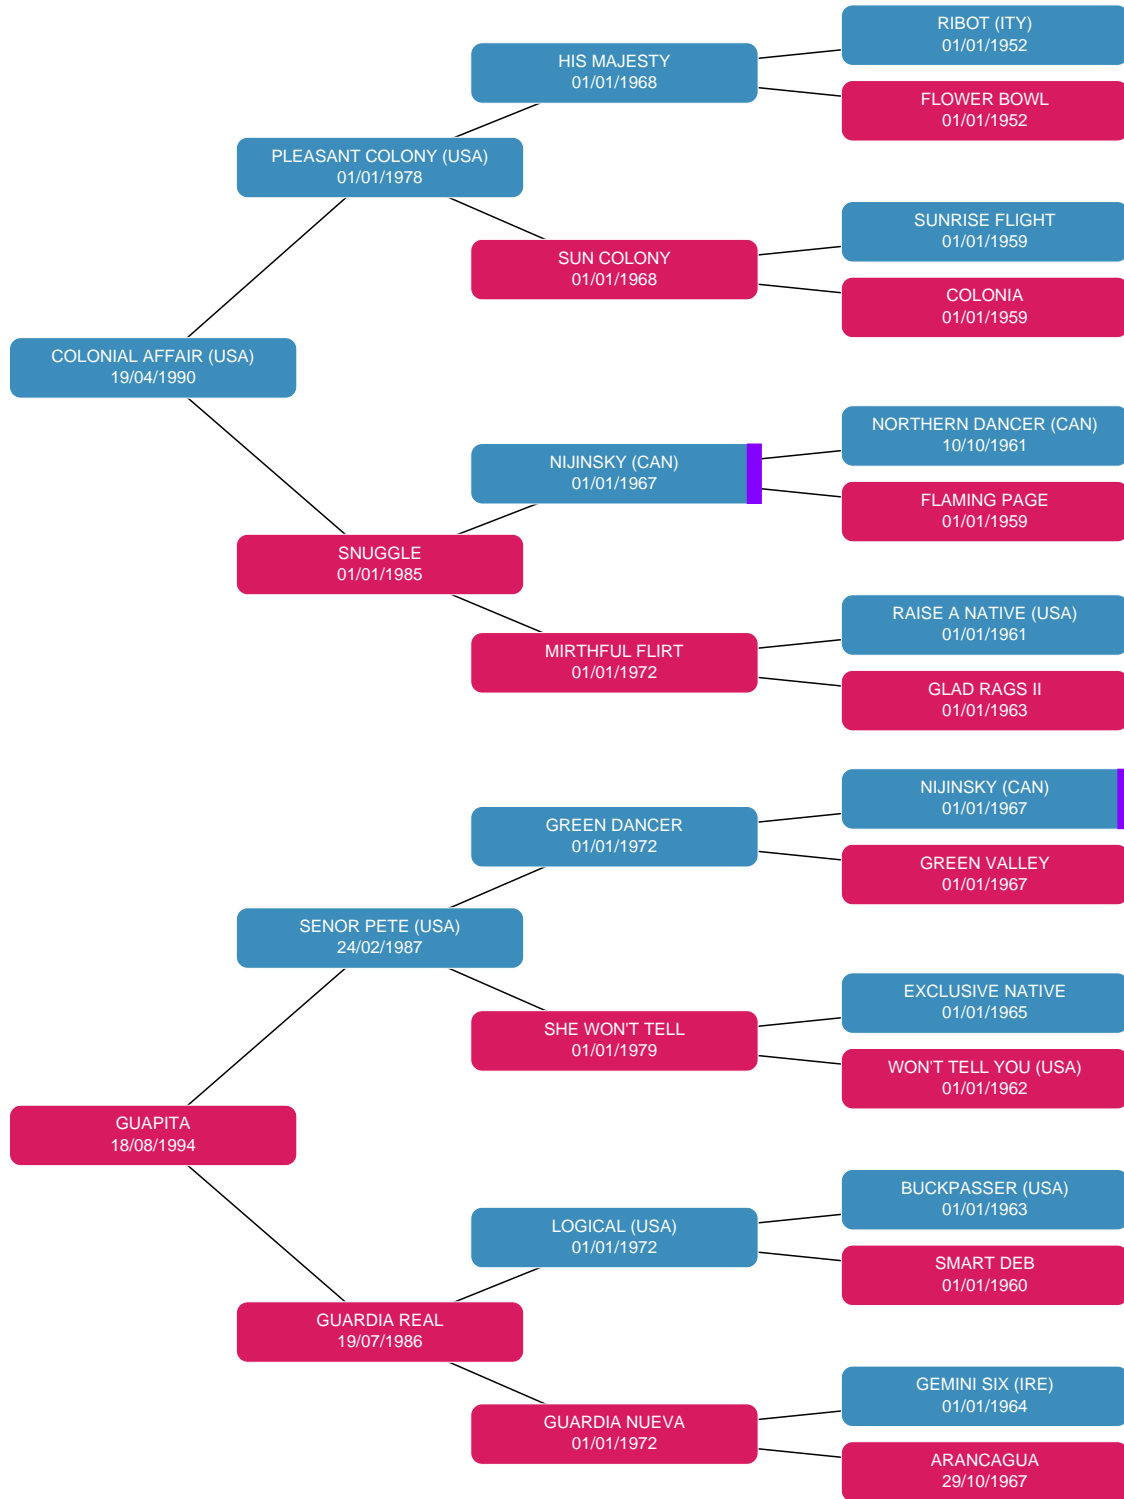 RIBOT (ITY)
01/01/1952
HIS MAJESTY
01/01/1968
FLOWER BOWL
01/01/1952
PLEASANT COLONY (USA)
01/01/1978
SUNRISE FLIGHT
01/01/1959
SUN COLONY
01/01/1968
COLONIA
01/01/1959
COLONIAL AFFAIR (USA)
19/04/1990
NORTHERN DANCER (CAN)
10/10/1961
NIJINSKY (CAN)
01/01/1967
FLAMING PAGE
01/01/1959
SNUGGLE
01/01/1985
RAISE A NATIVE (USA)
01/01/1961
MIRTHFUL FLIRT
01/01/1972
GLAD RAGS II
01/01/1963
NIJINSKY (CAN)
01/01/1967
GREEN DANCER
01/01/1972
GREEN VALLEY
01/01/1967
SENOR PETE (USA)
24/02/1987
EXCLUSIVE NATIVE
01/01/1965
SHE WON'T TELL
01/01/1979
WON'T TELL YOU (USA)
01/01/1962
GUAPITA
18/08/1994
BUCKPASSER (USA)
01/01/1963
LOGICAL (USA)
01/01/1972
SMART DEB
01/01/1960
GUARDIA REAL
19/07/1986
GEMINI SIX (IRE)
01/01/1964
GUARDIA NUEVA
01/01/1972
ARANCAGUA
29/10/1967